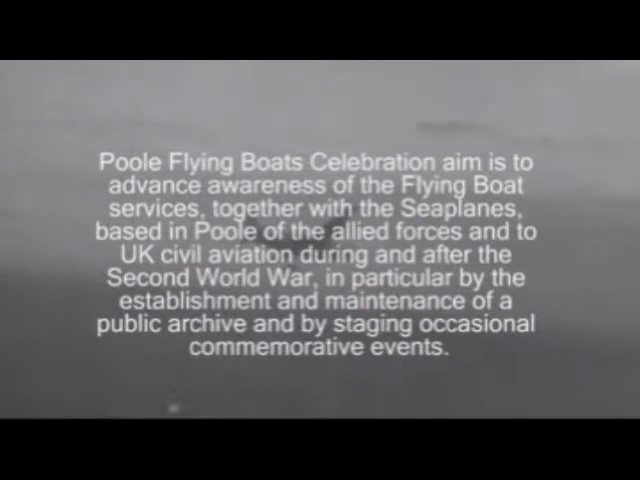 Poole Flying Boats Celebration aim is to
advance awareness of the Flying Boat
services, together with the Seaplanes,
based in Poole of the allied forces and to
UK civil aviation during and after the
Second World War, in particular by the
establishment and maintenance of a
public archive and by staging occasional
commemorative events.